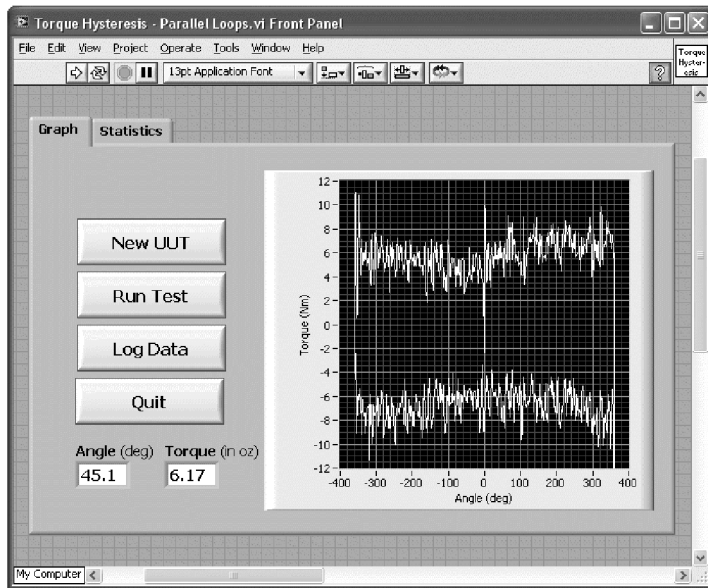 Torque Hysteresis - Parallel Loops.vi Front Panel
File Edit View Project Operate Tools Window Help
13pt Application Font
?
Torque
Hyster-
esis
Graph
Statistics
New UUT
Run Test
Log Data
Quit
Angle (deg) Torque (in oz)
45.1 6.17
Torque (Nm)
12
10
8
6
4
2
0
-2
-4
-6
-8
-10
-12
-400 -300 -200 -100 0 100 200 300 400
Angle (deg)
My Computer